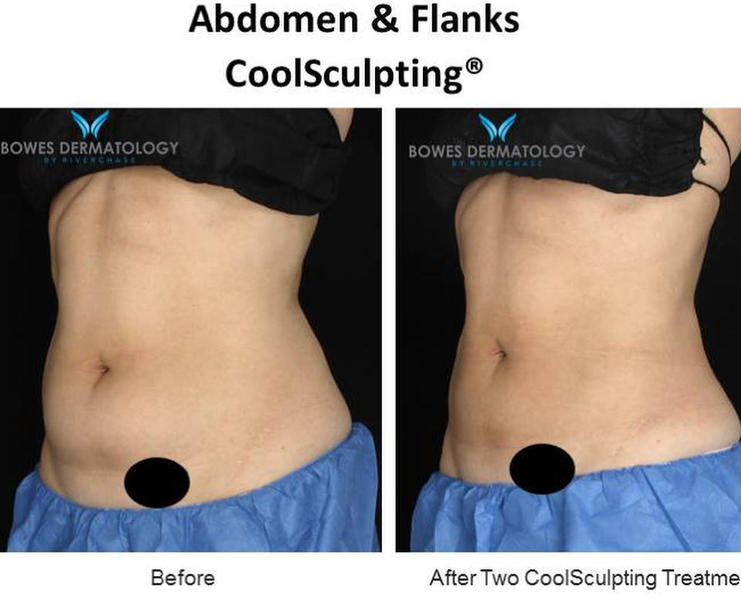 Abdomen & Flanks
CoolSculpting®
BOWES DERMATOLOGY
BY RIVERCHASE
BOWES DERMATOLOGY
BY RIVERCHASE
Before
After Two CoolSculpting Treatme